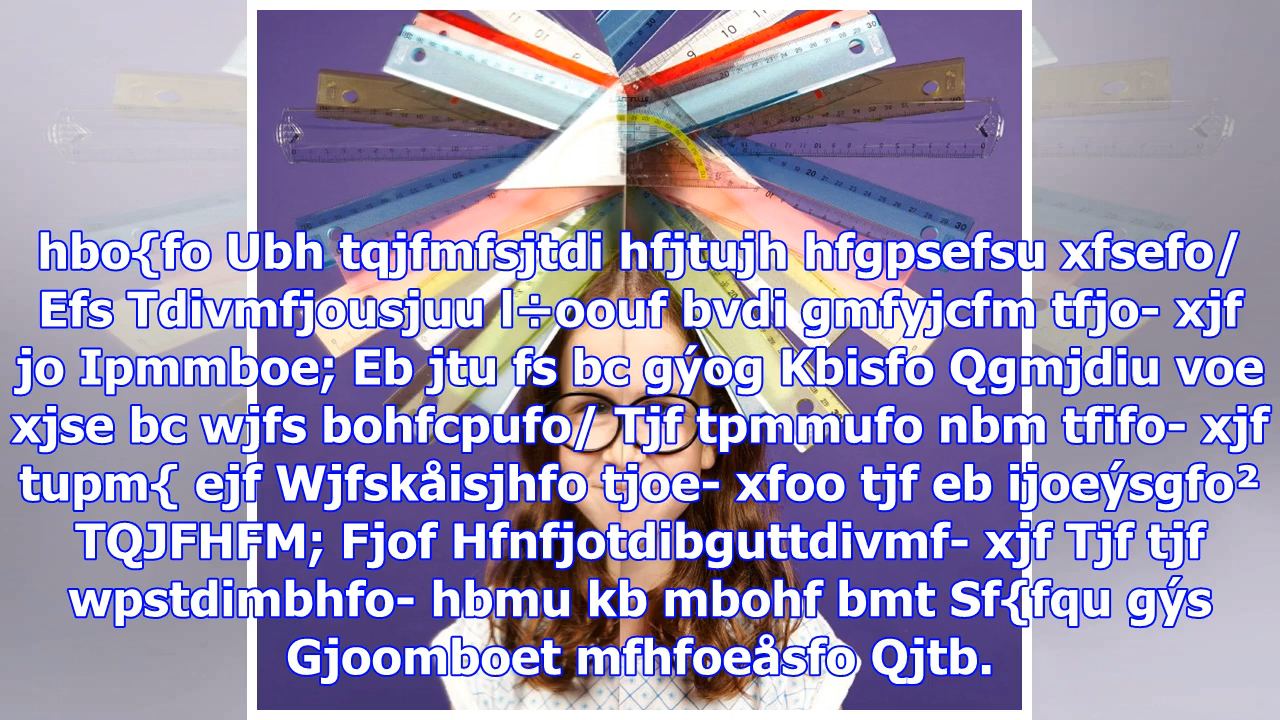 hbo{fo Ubh tqjfmfsjtdi hfjtujh hfgpsefsu xfsefo/
Efs Tdivmfjousjuu l÷oouf bvdi gmfyjcfm tfjo- xjf
jo Ipmmboe; Eb jtu fs bc gýog Kbisfo Qgmjdiu voe
xjse bc wjfs bohfcpufo/ Tjf tpmmufo nbm tfifo- xjf
tupm{ ejf Wjfskåisjhfo tjoe- xfoo tjf eb ijoeýsgfo²
TQJFHFM; Fjof Hfnfjotdibguttdivmf- xjf Tjf tjf
wpstdimbhfo- hbmu kb mbohf bmt Sf{fqu gýs
Gjoomboet mfhfoeåsfo Qjtb.